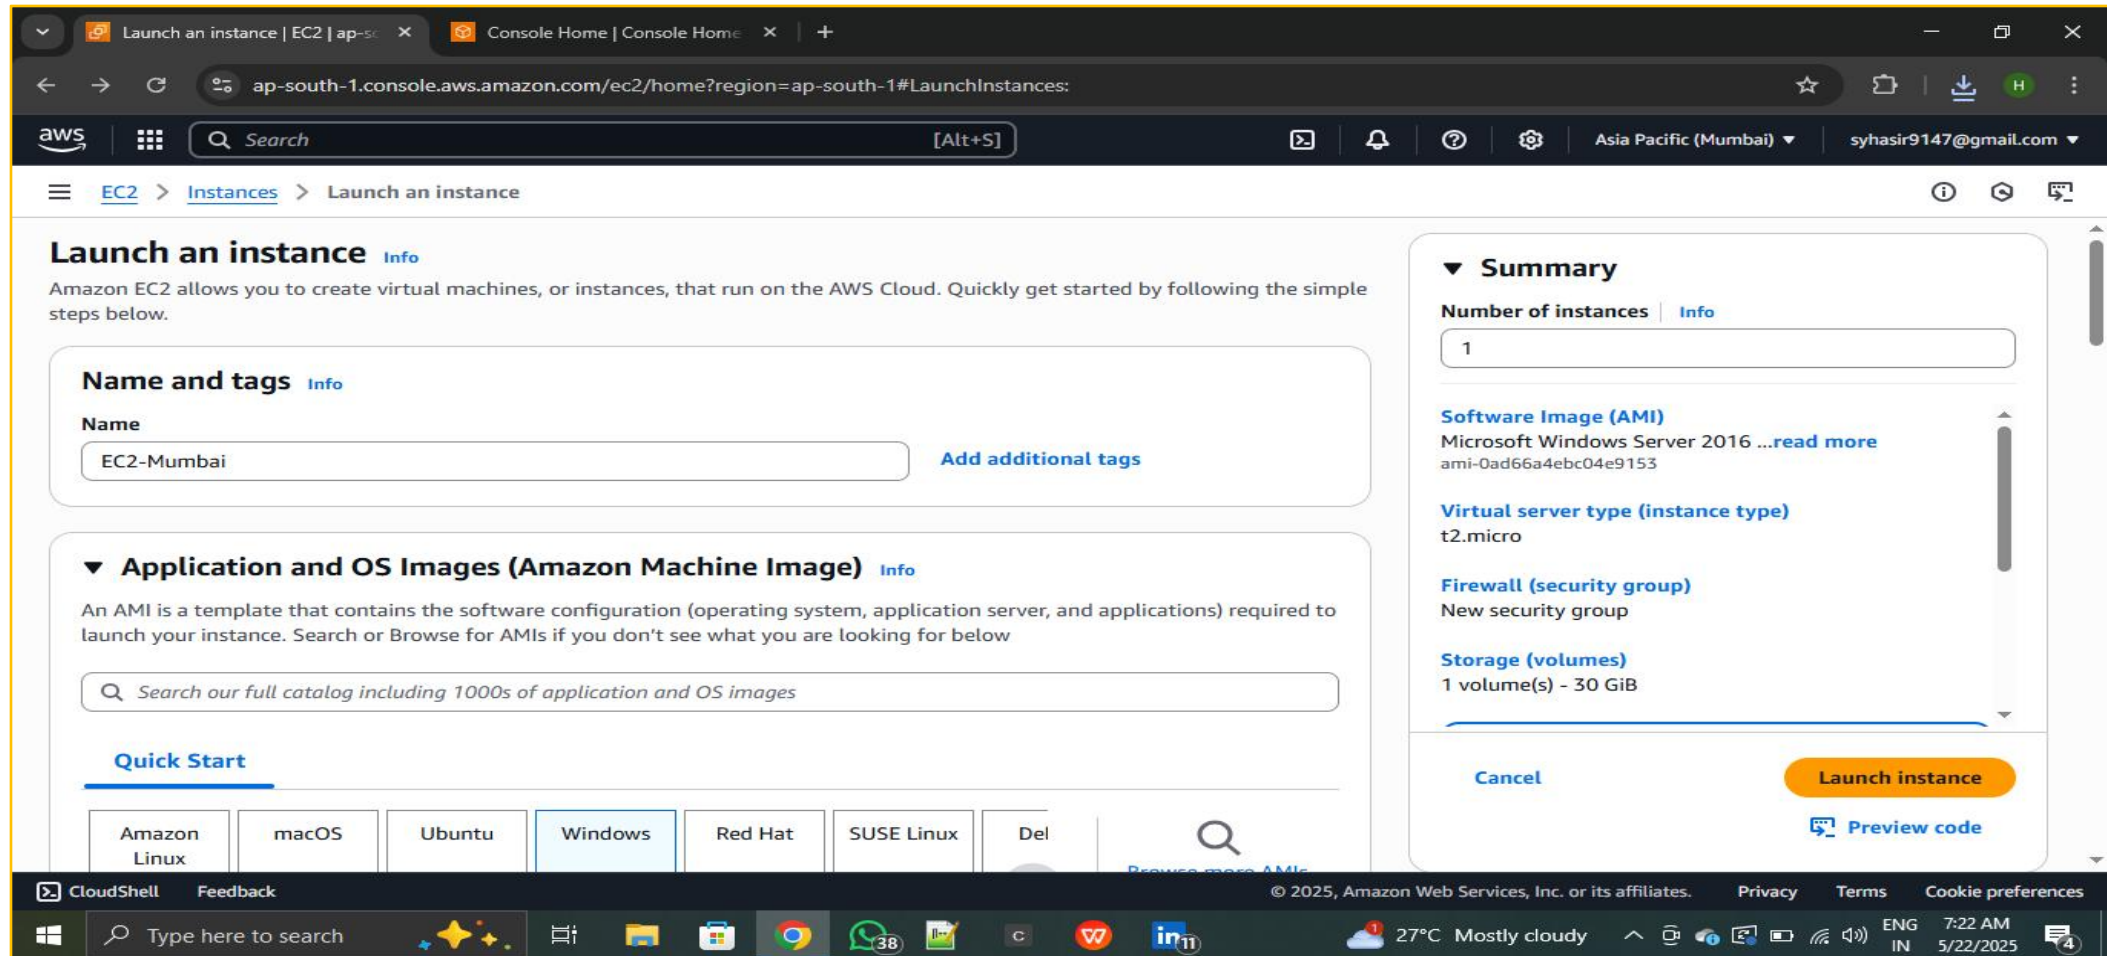 Launch an instance | EC2 | ap-so
Console Home | Console Home
ap-south-1.console.aws.amazon.com/ec2/home?region=ap-south-1#LaunchInstances:
H
aws
Search
[Alt+S]
Asia Pacific (Mumbai)
syhasir9147@gmail.com
EC2 > Instances > Launch an instance
Launch an instance Info
Amazon EC2 allows you to create virtual machines, or instances, that run on the AWS Cloud. Quickly get started by following the simple
steps below.
Name and tags Info
Name
EC2-Mumbai
Add additional tags
Application and OS Images (Amazon Machine Image) Info
An AMI is a template that contains the software configuration (operating system, application server, and applications) required to
launch your instance. Search or Browse for AMIs if you don't see what you are looking for below
Search our full catalog including 1000s of application and OS images
Quick Start
Amazon
Linux
macOS
Ubuntu
Windows
Red Hat
SUSE Linux
Del
Browse more AMIs
Summary
Number of instances Info
1
Software Image (AMI)
Microsoft Windows Server 2016 ...read more
ami-0ad66a4ebc04e9153
Virtual server type (instance type)
t2.micro
Firewall (security group)
New security group
Storage (volumes)
1 volume(s) - 30 GiB
Cancel
Launch instance
Preview code
CloudShell
Feedback
© 2025, Amazon Web Services, Inc. or its affiliates.
Privacy
Terms
Cookie preferences
Type here to search
38
C
W
in
11
1
27°C Mostly cloudy
ENG
IN
7:22 AM
5/22/2025
4